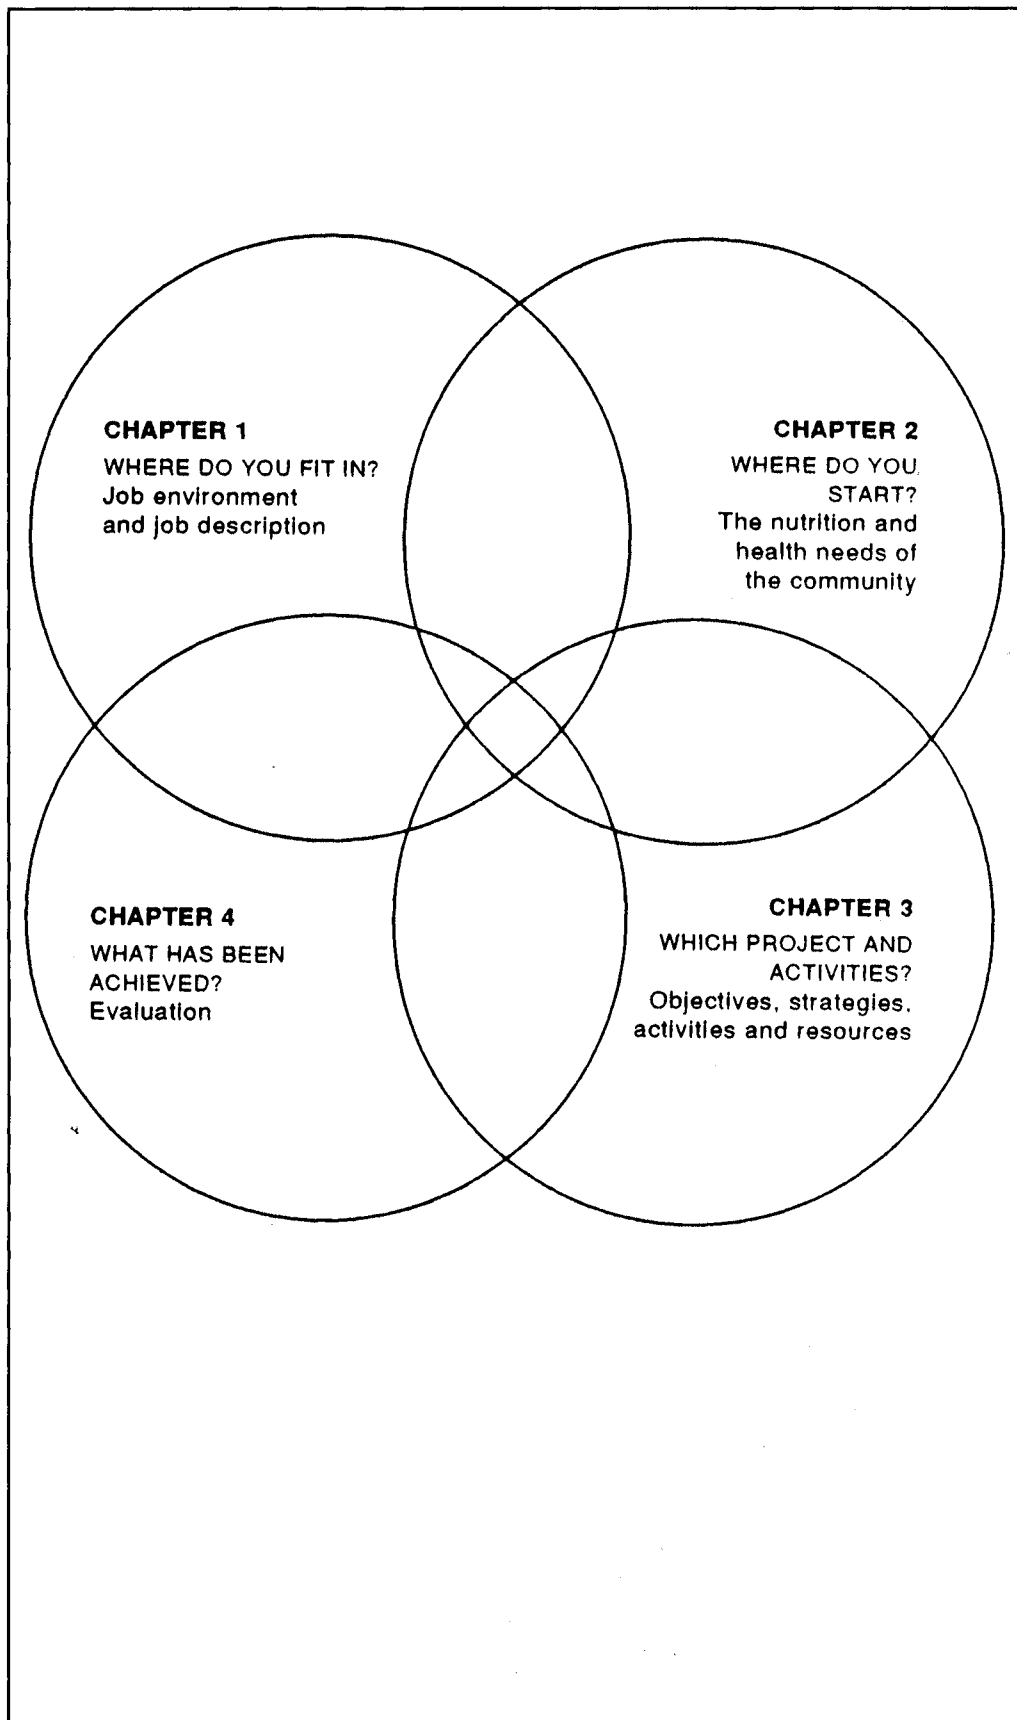 CHAPTER 1
WHERE DO YOU FIT IN?
Job environment
and job description
CHAPTER 2
WHERE DO YOU
START?
The nutrition and
health needs of
the community
CHAPTER 4
WHAT HAS BEEN
ACHIEVED?
Evaluation
CHAPTER 3
WHICH PROJECT AND
ACTIVITIES?
Objectives, strategies,
activities and resources